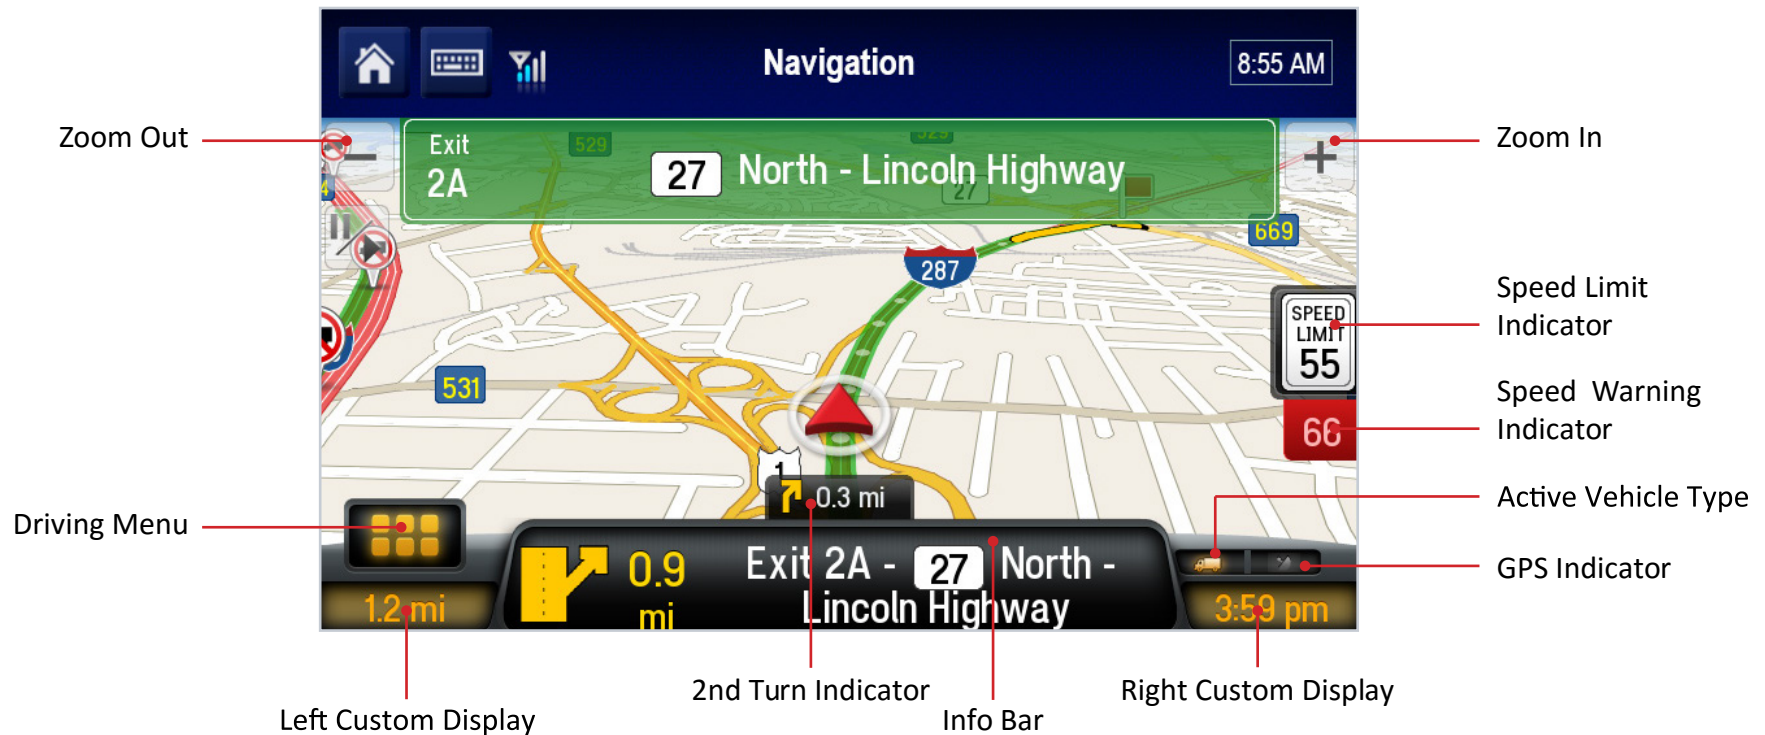 Navigation
8:55 AM
Zoom Out
Zoom In
Exit
2A
27 North - Lincoln Highway
529
529
27
4
669
287
Speed Limit
Indicator
SPEED
LIMIT
55
531
Speed Warning
Indicator
66
1
0.3 mi
Active Vehicle Type
Driving Menu
GPS Indicator
0.9
mi
Exit 2A - 27 North -
Lincoln Highway
1.2 mi
3:59 pm
2nd Turn Indicator
Right Custom Display
Left Custom Display
Info Bar